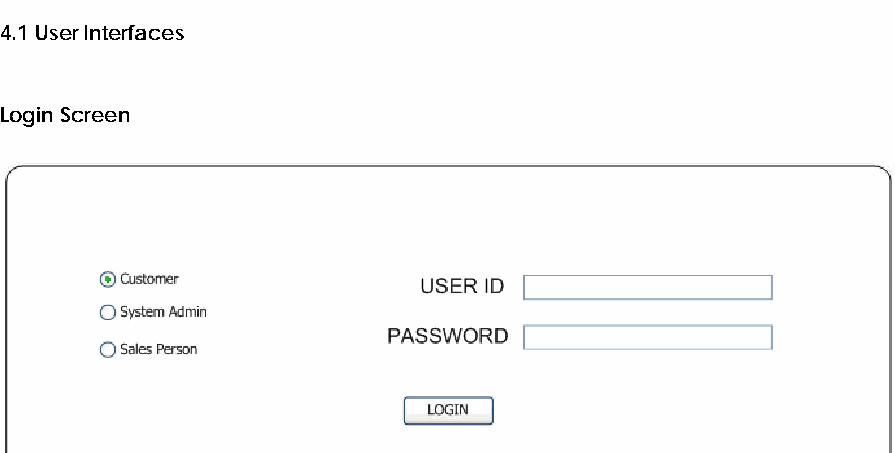 4.1 User Interfaces
Login Screen
Customer
System Admin
Sales Person
USER ID
PASSWORD
LOGIN